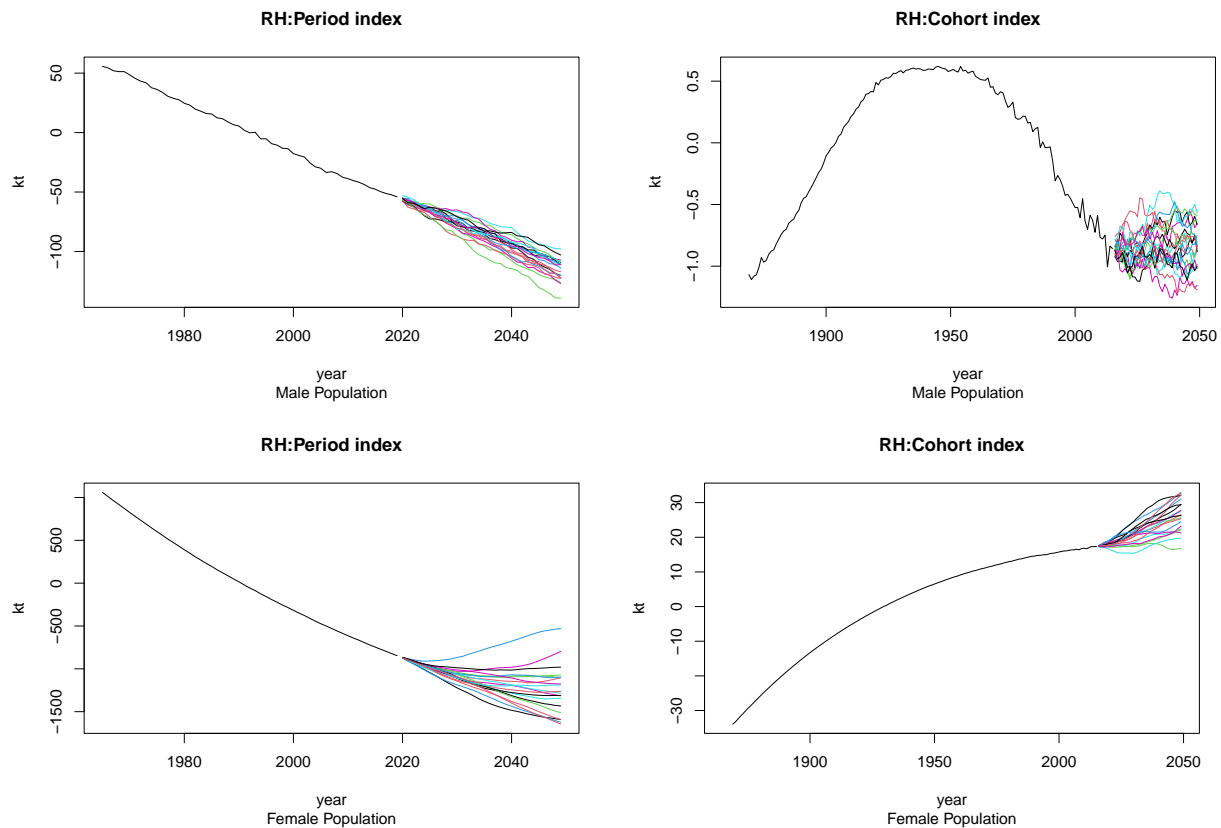 RH:Period index
50
0
−50
−100
kt
1980
2000
2020
2040
year
Male Population
RH:Cohort index
0.5
0.0
−0.5
−1.0
kt
1900
1950
2000
2050
year
Male Population
RH:Period index
500
0
−500
−1500
kt
1980
2000
2020
2040
year
Female Population
RH:Cohort index
30
20
10
0
−10
−30
kt
1900
1950
2000
2050
year
Female Population